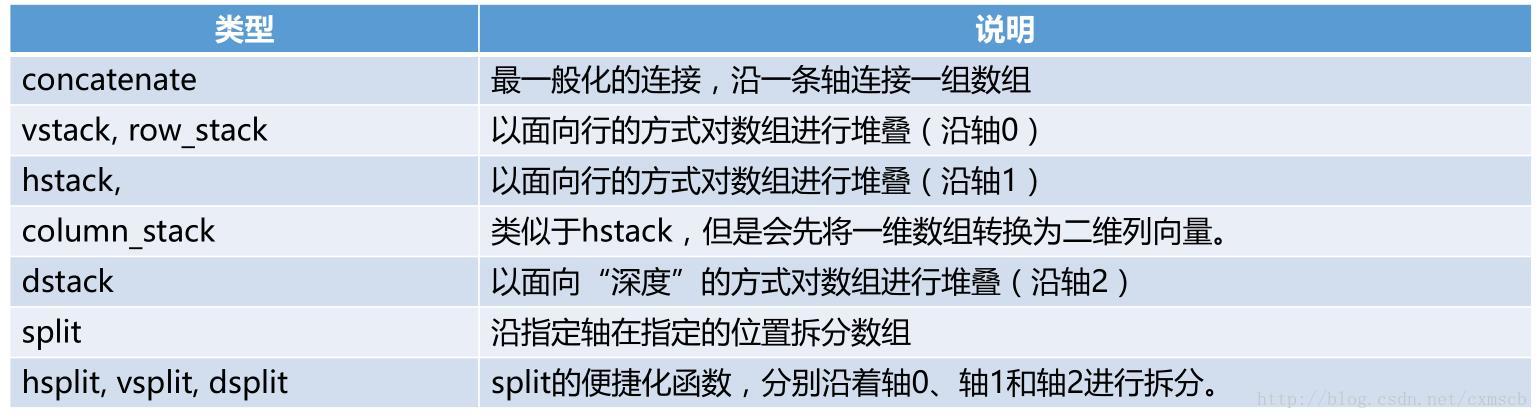 类型 说明
concatenate 最一般化的连接，沿一条轴连接一组数组
vstack, row_stack 以面向行的方式对数组进行堆叠（沿轴0）
hstack, 以面向行的方式对数组进行堆叠（沿轴1）
column_stack 类似于hstack，但是会先将一维数组转换为二维列向量。
dstack 以面向“深度”的方式对数组进行堆叠（沿轴2）
split 沿指定轴在指定的位置拆分数组
hsplit, vsplit, dsplit split的便捷化函数，分别沿着轴0、轴1和轴2进行拆分。
http://blog.csdn.net/cxmscb